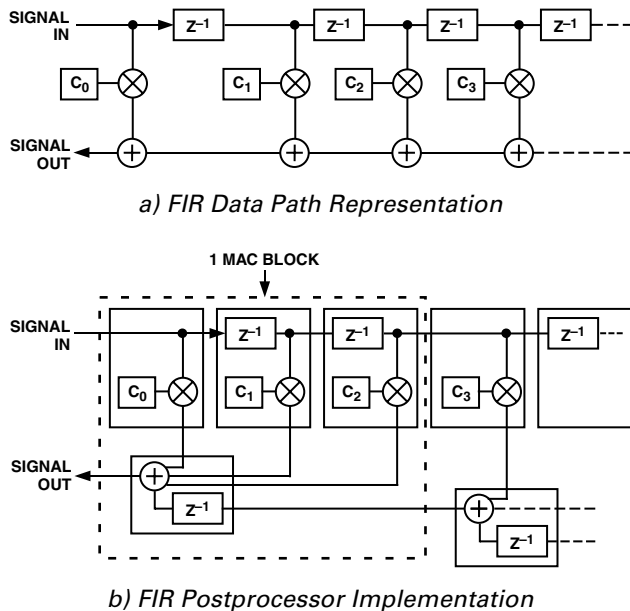 SIGNAL
IN
Z⁻¹ Z⁻¹ Z⁻¹ Z⁻¹
C₀ C₁ C₂ C₃
SIGNAL
OUT
a) FIR Data Path Representation
1 MAC BLOCK
SIGNAL
IN
Z⁻¹ Z⁻¹ Z⁻¹
C₀ C₁ C₂ C₃
SIGNAL
OUT
Z⁻¹
Z⁻¹
b) FIR Postprocessor Implementation